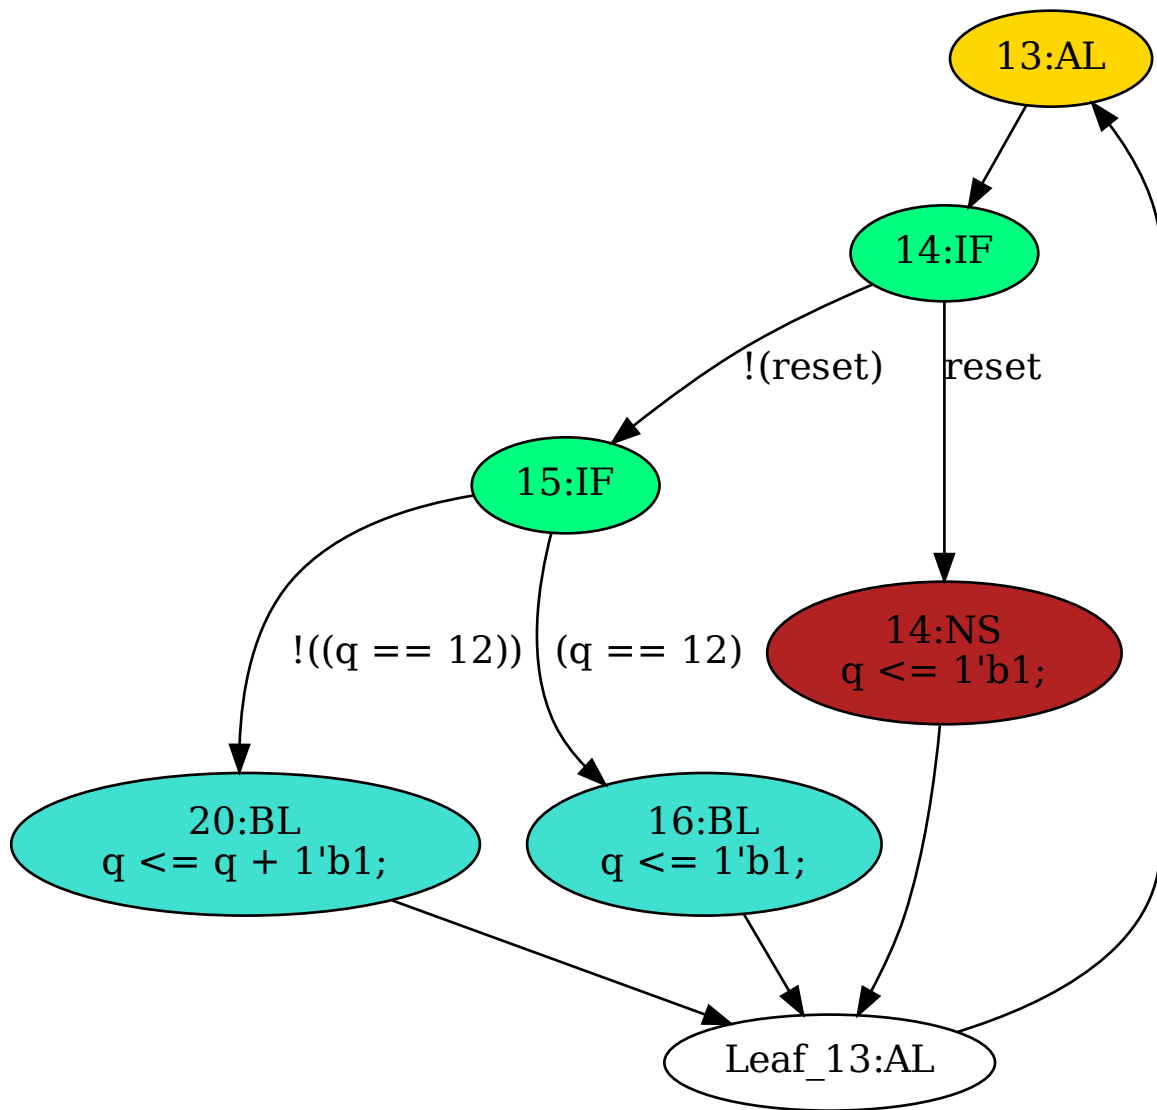 13:AL
14:IF
!(reset)
reset
15:IF
!((q == 12))
(q == 12)
14:NS
q <= 1'b1;
20:BL
q <= q + 1'b1;
16:BL
q <= 1'b1;
Leaf_13:AL